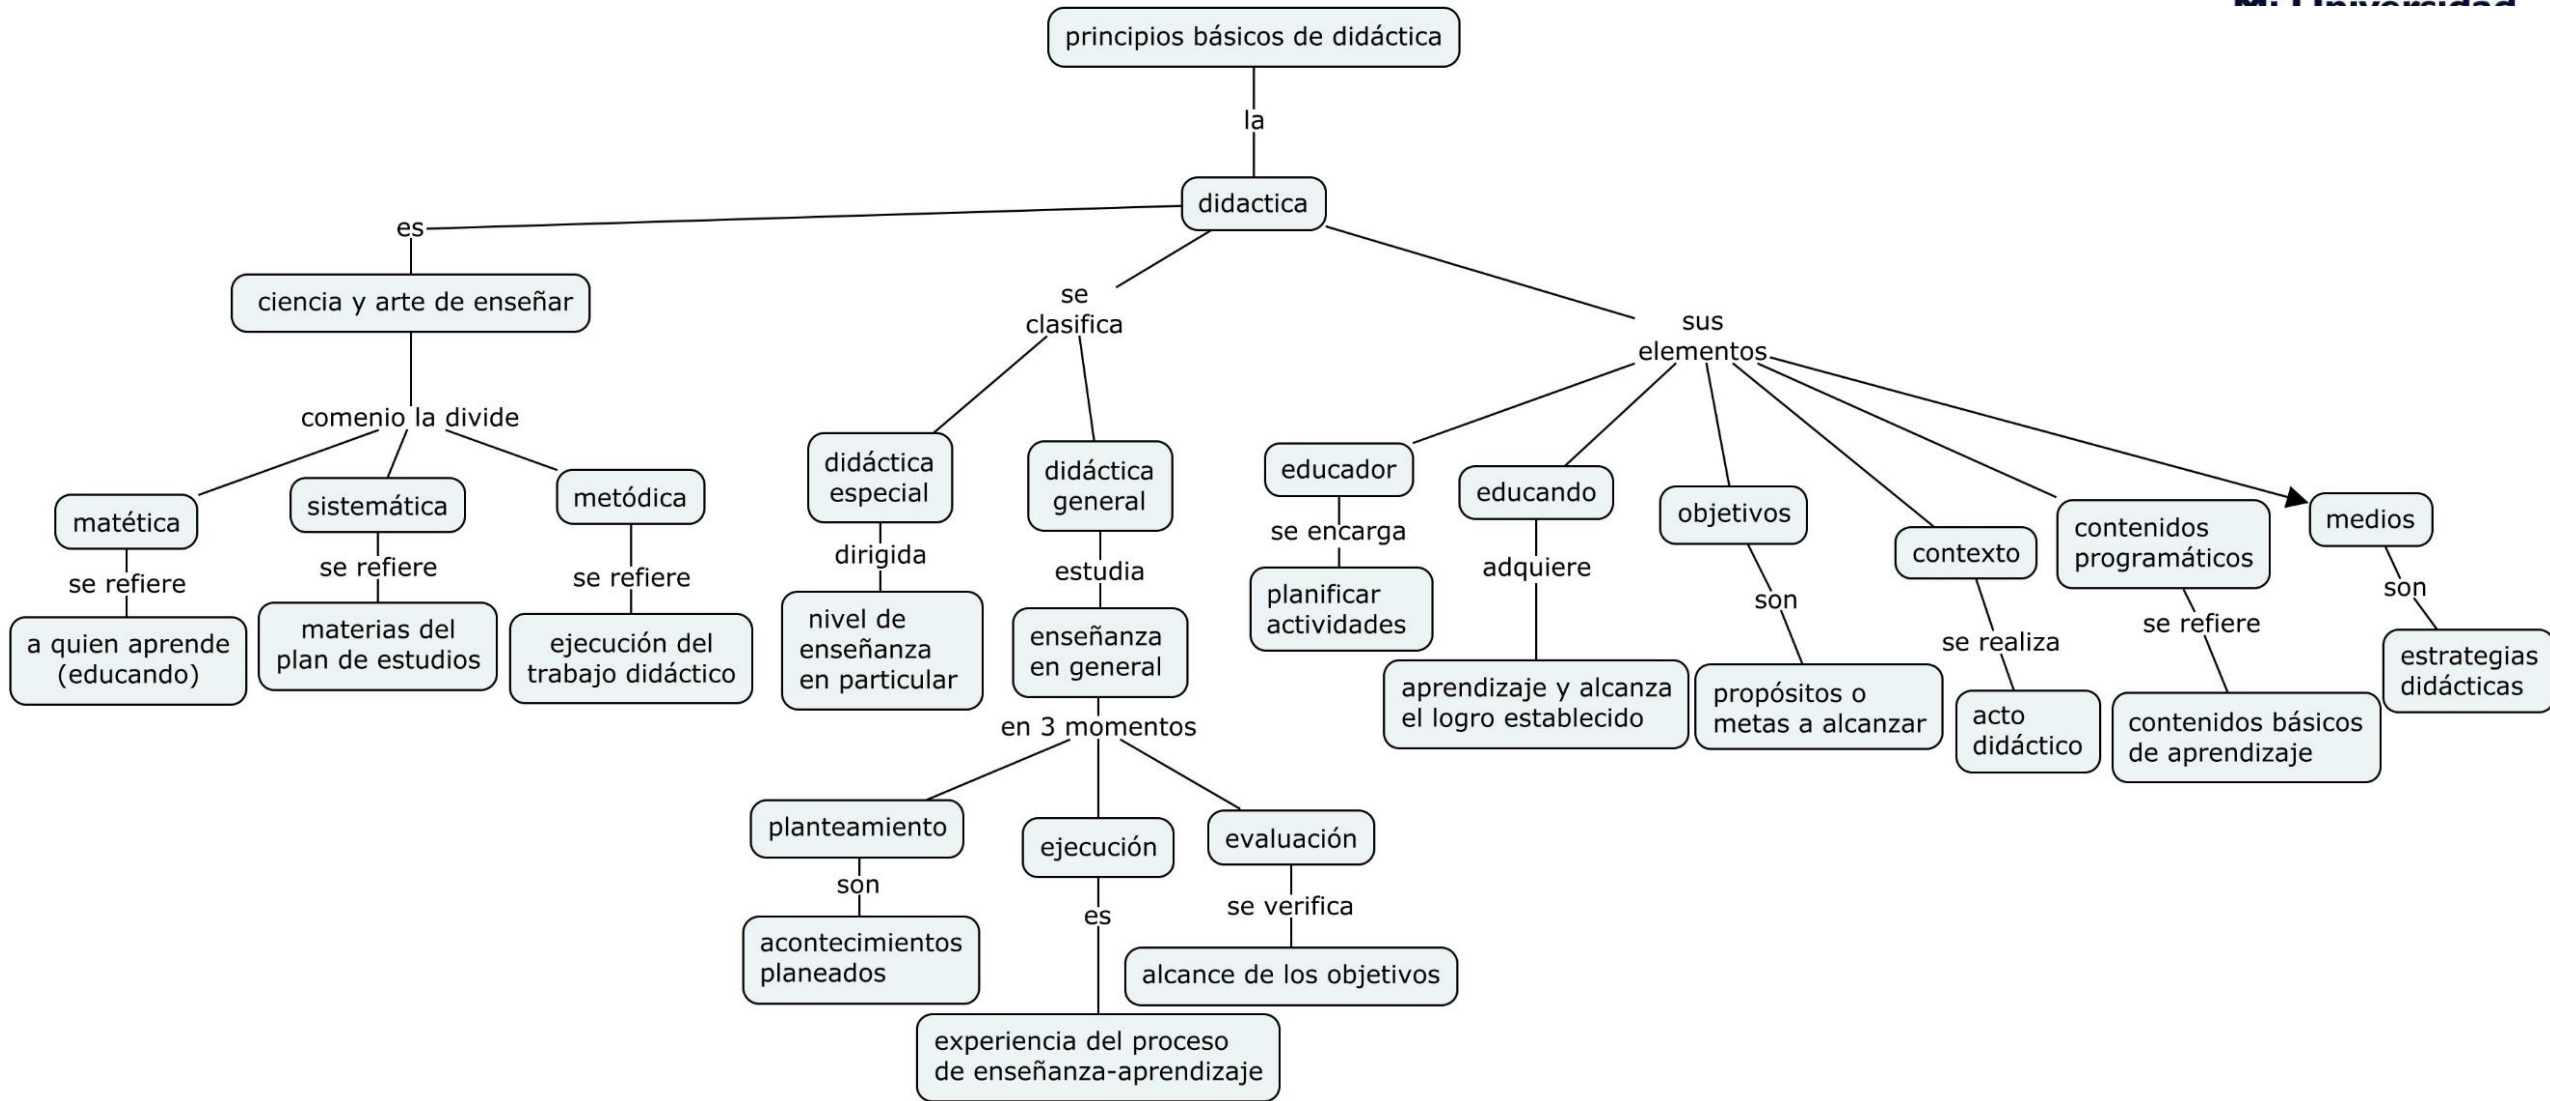 Mi Universidad
principios básicos de didáctica
la
didactica
es
ciencia y arte de enseñar
comenio la divide
matética
se refiere
a quien aprende
(educando)
sistemática
se refiere
materias del
plan de estudios
metódica
se refiere
ejecución del
trabajo didáctico
se
clasifica
didáctica
especial
dirigida
nivel de
enseñanza
en particular
didáctica
general
estudia
enseñanza
en general
en 3 momentos
planteamiento
son
acontecimientos
planeados
ejecución
es
experiencia del proceso
de enseñanza-aprendizaje
evaluación
se verifica
alcance de los objetivos
sus
elementos
educador
se encarga
planificar
actividades
educando
adquiere
aprendizaje y alcanza
el logro establecido
objetivos
son
propósitos o
metas a alcanzar
contexto
se realiza
acto
didáctico
contenidos
programáticos
se refiere
contenidos básicos
de aprendizaje
medios
son
estrategias
didácticas